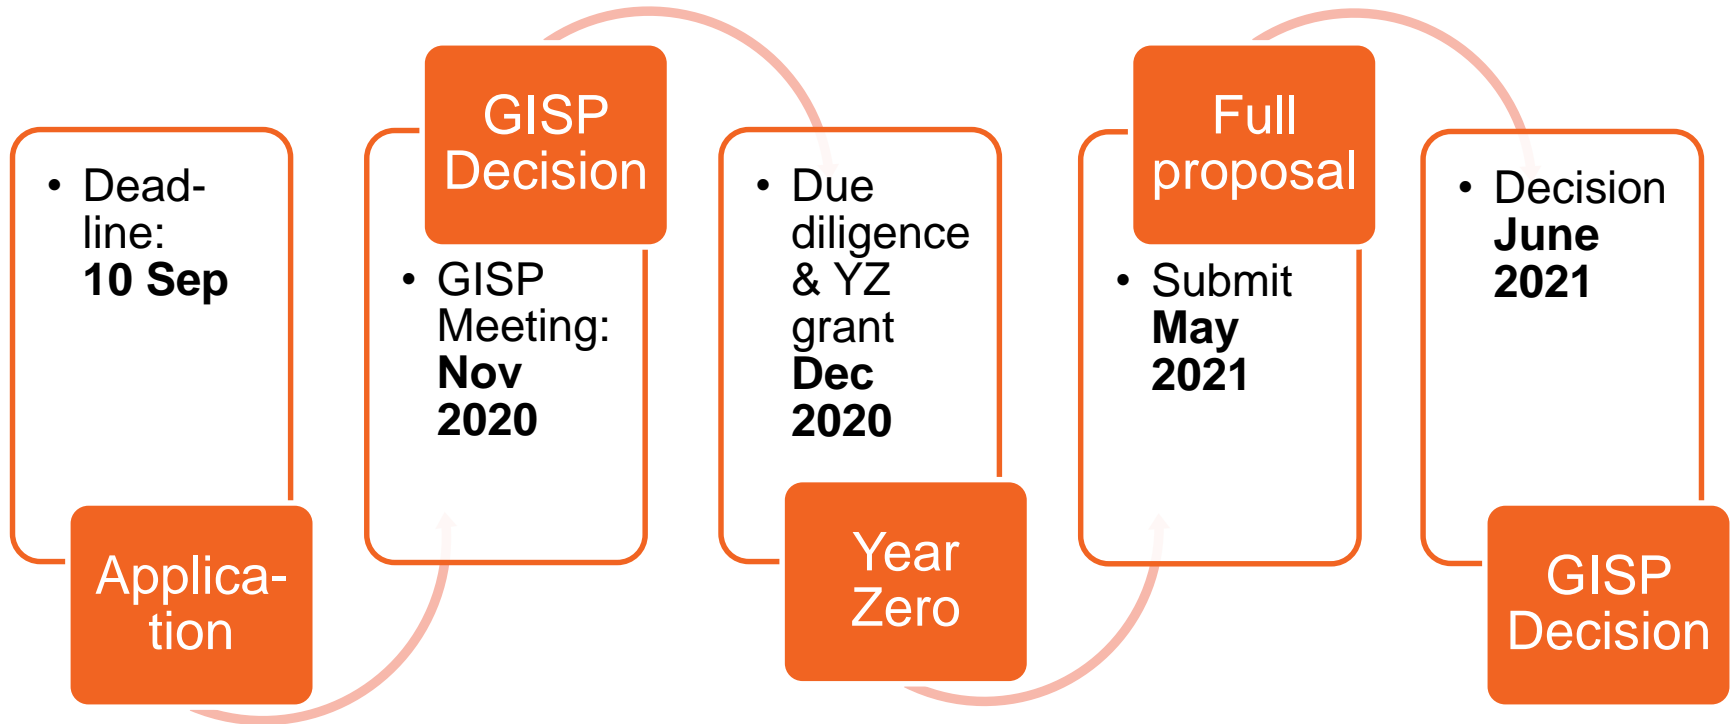 • Dead-
line:
10 Sep
Applica-
tion
GISP
Decision
• GISP
Meeting:
Nov
2020
• Due
diligence
& YZ
grant
Dec
2020
Year
Zero
Full
proposal
• Submit
May
2021
• Decision
June
2021
GISP
Decision